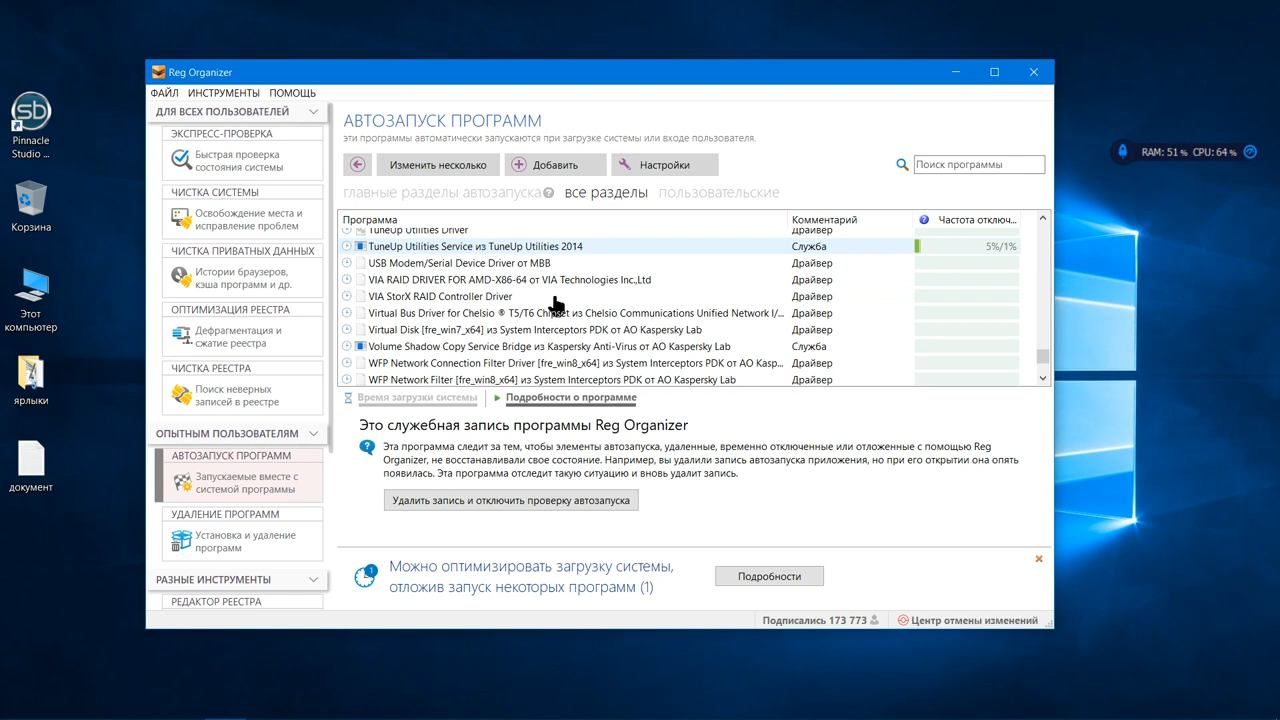 Pinnacle
Studio ...
Корзина
Этот
компьютер
ярлыки
документ
Reg Organizer
ФАЙЛ ИНСТРУМЕНТЫ ПОМОЩЬ
ДЛЯ ВСЕХ ПОЛЬЗОВАТЕЛЕЙ
ЭКСПРЕСС-ПРОВЕРКА
Быстрая проверка
состояния системы
ЧИСТКА СИСТЕМЫ
Освобождение места и
исправление проблем
ЧИСТКА ПРИВАТНЫХ ДАННЫХ
Истории браузеров,
кэша программ и др.
ОПТИМИЗАЦИЯ РЕЕСТРА
Дефрагментация и
сжатие реестра
ЧИСТКА РЕЕСТРА
Поиск неверных
записей в реестре
ОПЫТНЫМ ПОЛЬЗОВАТЕЛЯМ
АВТОЗАПУСК ПРОГРАММ
Запускаемые вместе с
системой программы
УДАЛЕНИЕ ПРОГРАММ
Установка и удаление
программ
РАЗНЫЕ ИНСТРУМЕНТЫ
РЕДАКТОР РЕЕСТРА
АВТОЗАПУСК ПРОГРАММ
эти программы автоматически запускаются при загрузке системы или входе пользователя.
Изменить несколько Добавить Настройки Поиск программы
главные разделы автозапуска все разделы пользовательские
Программа Комментарий Частота отключ...
TuneUp Utilities Driver Драйвер
TuneUp Utilities Service из TuneUp Utilities 2014 Служба 5%/1%
USB Modem/Serial Device Driver от MBB Драйвер
VIA RAID DRIVER FOR AMD-X86-64 от VIA Technologies Inc.,Ltd Драйвер
VIA StorX RAID Controller Driver Драйвер
Virtual Bus Driver for Chelsio ® T5/T6 Chipset из Chelsio Communications Unified Network I/... Драйвер
Virtual Disk [fre_win7_x64] из System Interceptors PDK от АО Kaspersky Lab Драйвер
Volume Shadow Copy Service Bridge из Kaspersky Anti-Virus от АО Kaspersky Lab Служба
WFP Network Connection Filter Driver [fre_win8_x64] из System Interceptors PDK от АО Kasp... Драйвер
WFP Network Filter [fre_win8_x64] из System Interceptors PDK от АО Kaspersky Lab Драйвер
Время загрузки системы Подробности о программе
Это служебная запись программы Reg Organizer
Эта программа следит за тем, чтобы элементы автозапуска, удаленные, временно отключенные или отложенные с помощью Reg
Organizer, не восстанавливали свое состояние. Например, вы удалили запись автозапуска приложения, но при его открытии она опять
появилась. Эта программа отследит такую ситуацию и вновь удалит запись.
Удалить запись и отключить проверку автозапуска
1
Можно оптимизировать загрузку системы,
отложив запуск некоторых программ (1)
Подробности
Подписались 173 773 Центр отмены изменений
RAM: 51% CPU: 64%